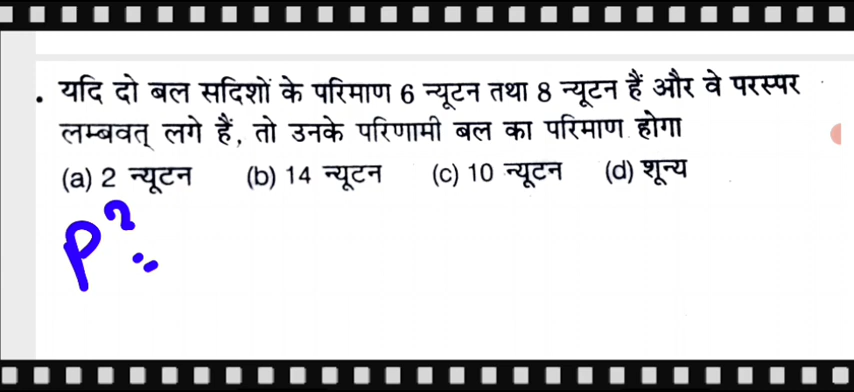 . यदि दो बल सदिशों के परिमाण 6 न्यूटन तथा 8 न्यूटन हैं और वे परस्पर
लम्बवत् लगे हैं, तो उनके परिणामी बल का परिमाण होगा
(a) 2 न्यूटन (b) 14 न्यूटन (c) 10 न्यूटन (d) शून्य
P?